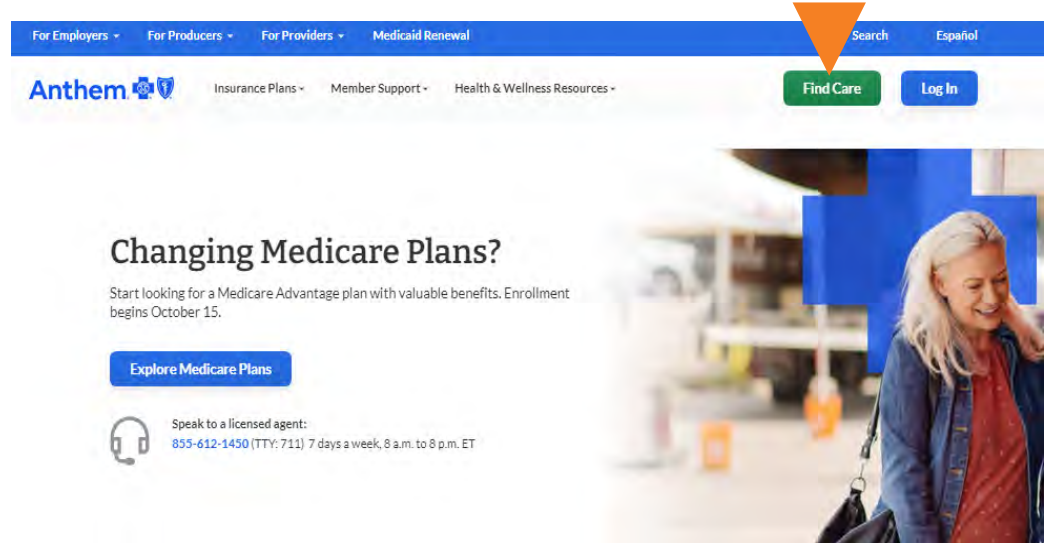 For Employers For Producers For Providers Medicaid Renewal Search Español
Anthem Insurance Plans Member Support Health & Wellness Resources Find Care Log In
Changing Medicare Plans?
Start looking for a Medicare Advantage plan with valuable benefits. Enrollment
begins October 15.
Explore Medicare Plans
Speak to a licensed agent:
855-612-1450 (TTY: 711) 7 days a week, 8 a.m. to 8 p.m. ET